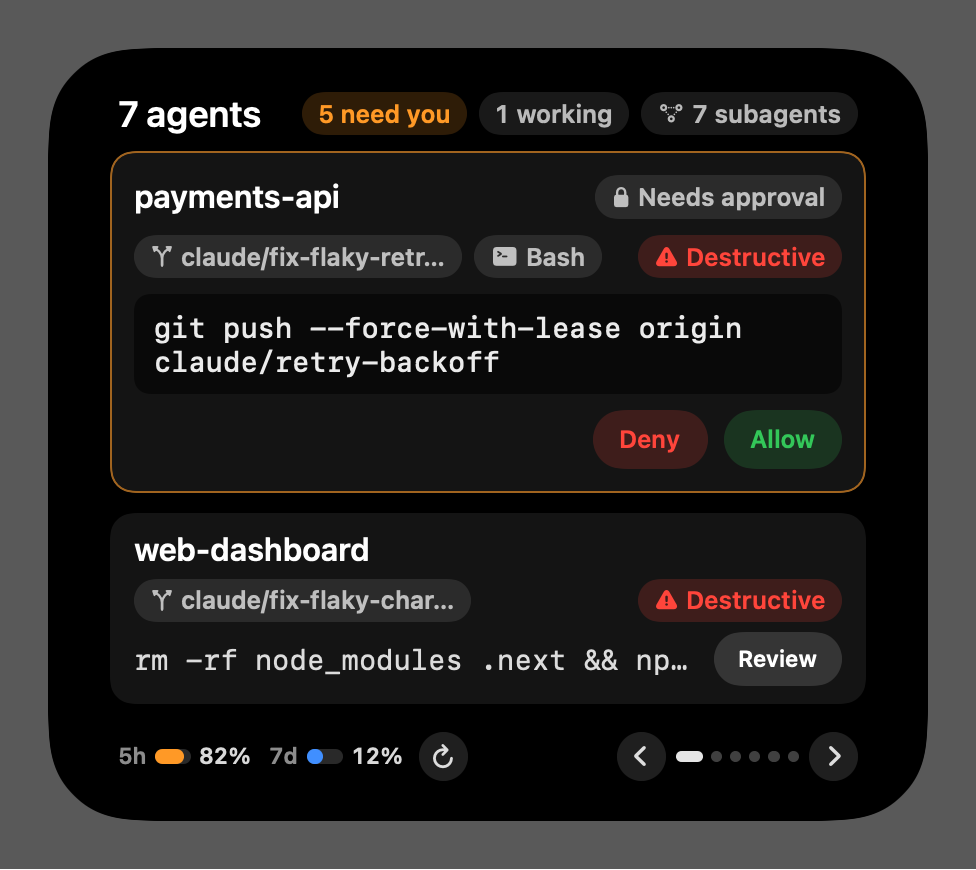 7 agents 5 need you 1 working 7 subagents
payments-api Needs approval
claude/fix-flaky-retr... Bash Destructive
git push --force-with-lease origin
claude/retry-backoff
Deny Allow
web-dashboard
claude/fix-flaky-char... Destructive
rm -rf node_modules .next && np… Review
5h 82% 7d 12%